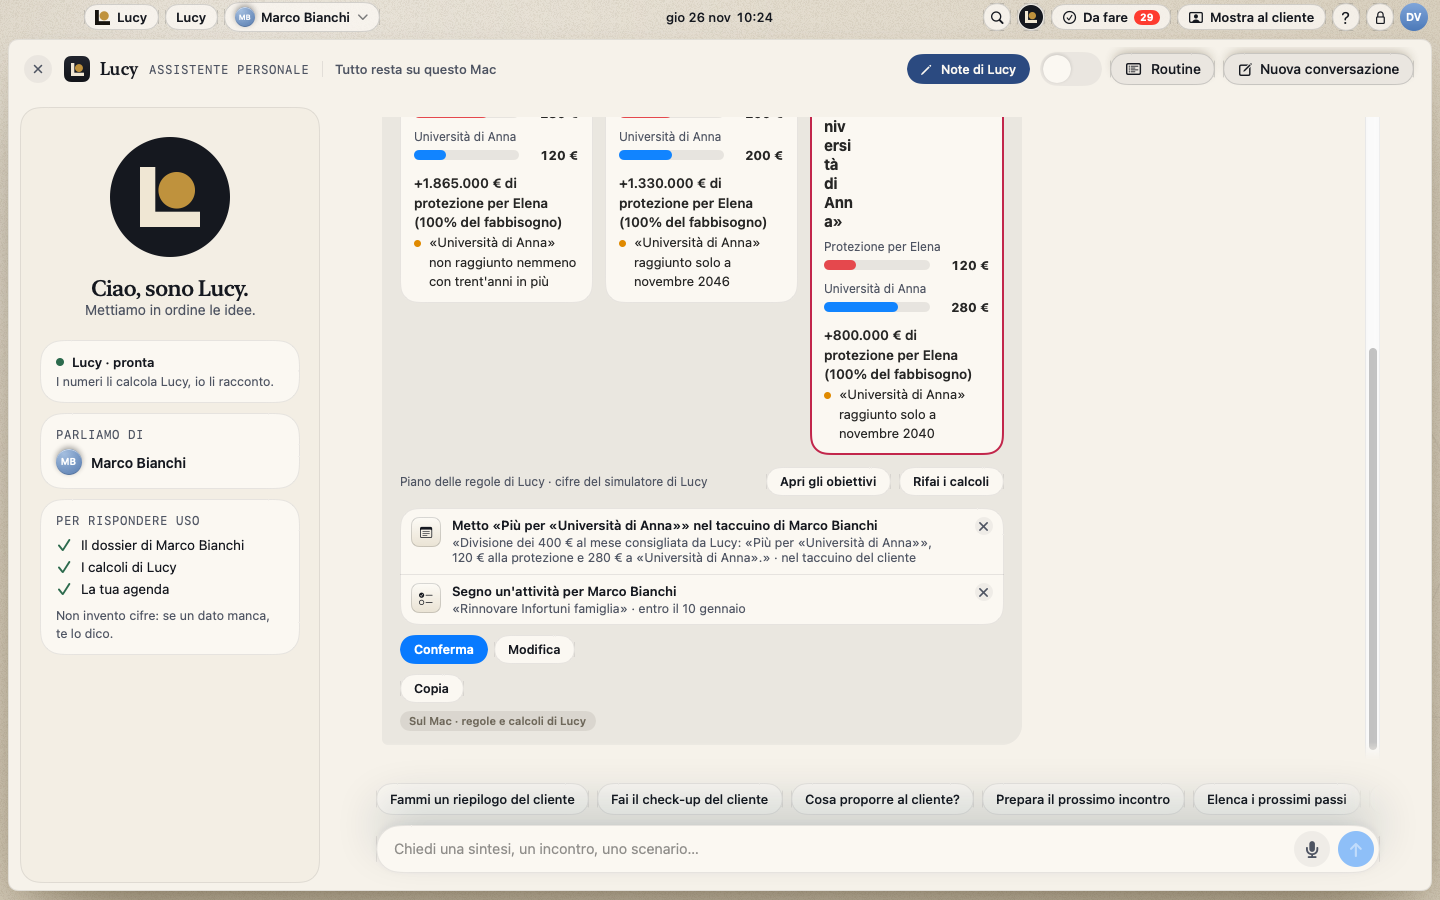 Lucy
Lucy
MB Marco Bianchi
gio 26 nov 10:24
Da fare 29
Mostra al cliente
?
DV
Lucy ASSISTENTE PERSONALE Tutto resta su questo Mac
Note di Lucy
Routine
Nuova conversazione
Ciao, sono Lucy.
Mettiamo in ordine le idee.
Lucy · pronta
I numeri li calcola Lucy, io li racconto.
PARLIAMO DI
MB Marco Bianchi
PER RISPONDERE USO
Il dossier di Marco Bianchi
I calcoli di Lucy
La tua agenda
Non invento cifre: se un dato manca,
te lo dico.
Università di Anna
120 €
+1.865.000 € di
protezione per Elena
(100% del fabbisogno)
«Università di Anna»
non raggiunto nemmeno
con trent'anni in più
Università di Anna
200 €
+1.330.000 € di
protezione per Elena
(100% del fabbisogno)
«Università di Anna»
raggiunto solo a
novembre 2046
niv
ersi
tà
di
Ann
a»
Protezione per Elena
120 €
Università di Anna
280 €
+800.000 € di
protezione per Elena
(100% del fabbisogno)
«Università di Anna»
raggiunto solo a
novembre 2040
Piano delle regole di Lucy · cifre del simulatore di Lucy
Apri gli obiettivi
Rifai i calcoli
Metto «Più per «Università di Anna»» nel taccuino di Marco Bianchi
«Divisione dei 400 € al mese consigliata da Lucy: «Più per «Università di Anna»»,
120 € alla protezione e 280 € a «Università di Anna».» · nel taccuino del cliente
Segno un'attività per Marco Bianchi
«Rinnovare Infortuni famiglia» · entro il 10 gennaio
Conferma
Modifica
Copia
Sul Mac · regole e calcoli di Lucy
Fammi un riepilogo del cliente
Fai il check-up del cliente
Cosa proporre al cliente?
Prepara il prossimo incontro
Elenca i prossimi passi
Chiedi una sintesi, un incontro, uno scenario...